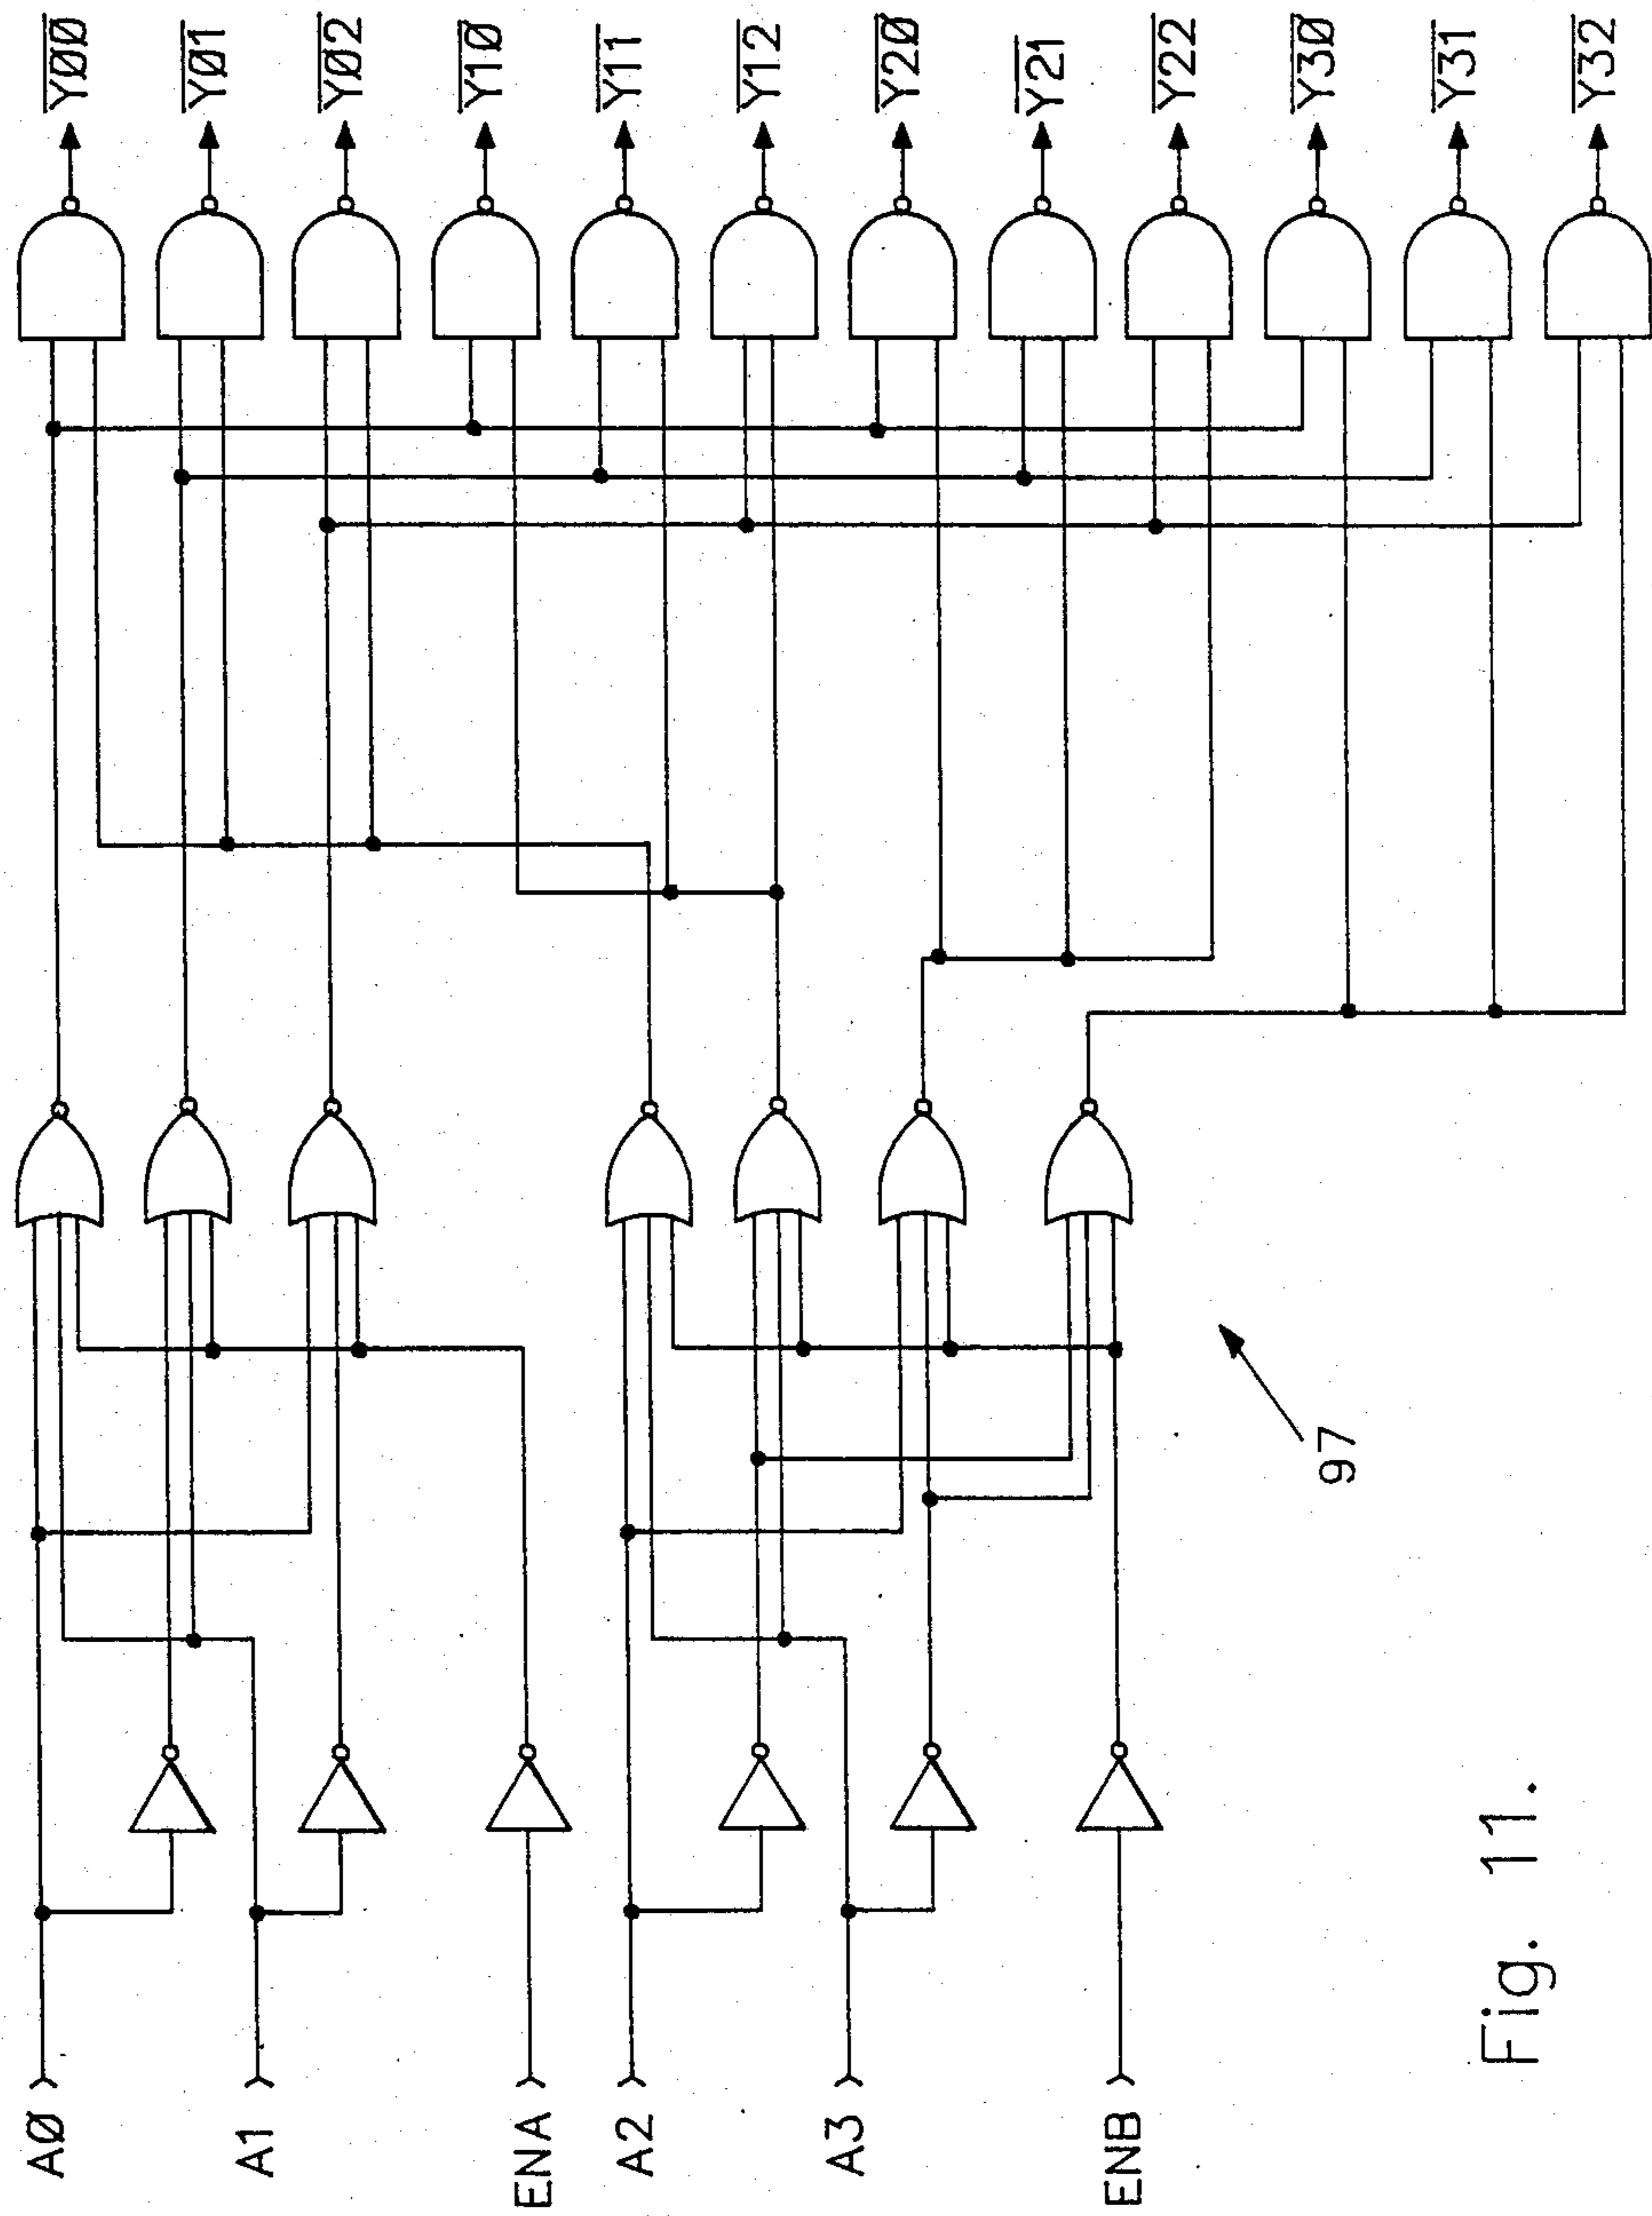 A0
A1
ENA
A2
A3
ENB
Y00
Y01
Y02
Y10
Y11
Y12
Y20
Y21
Y22
Y30
Y31
Y32
97
Fig. 11.